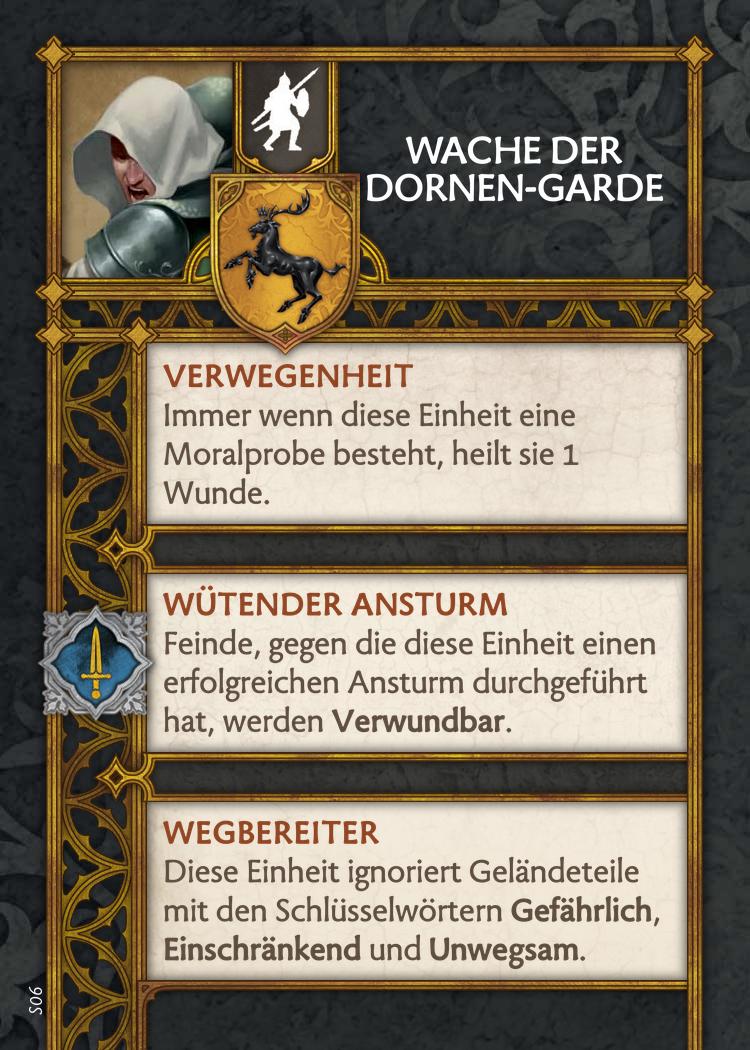 WACHE DER
DORNEN-GARDE
VERWEGENHEIT
Immer wenn diese Einheit eine
Moralprobe besteht, heilt sie 1
Wunde.
WÜTENDER ANSTURM
Feinde, gegen die diese Einheit einen
erfolgreichen Ansturm durchgeführt
hat, werden Verwundbar.
WEGBEREITER
Diese Einheit ignoriert Geländeteile
mit den Schlüsselwörtern Gefährlich,
Einschränkend und Unwegsam.
S06